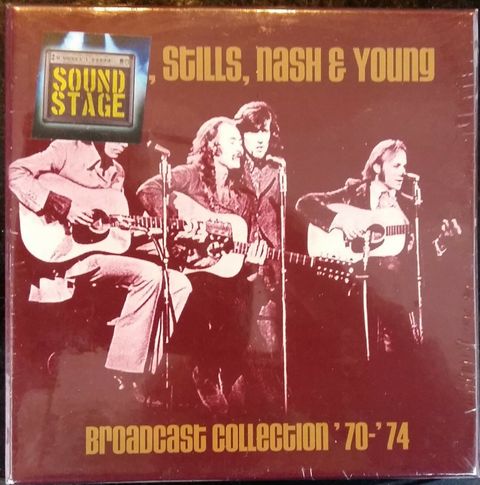 SOUND
STAGE
, Stills, Nash & Young
Broadcast Collection '70-'74